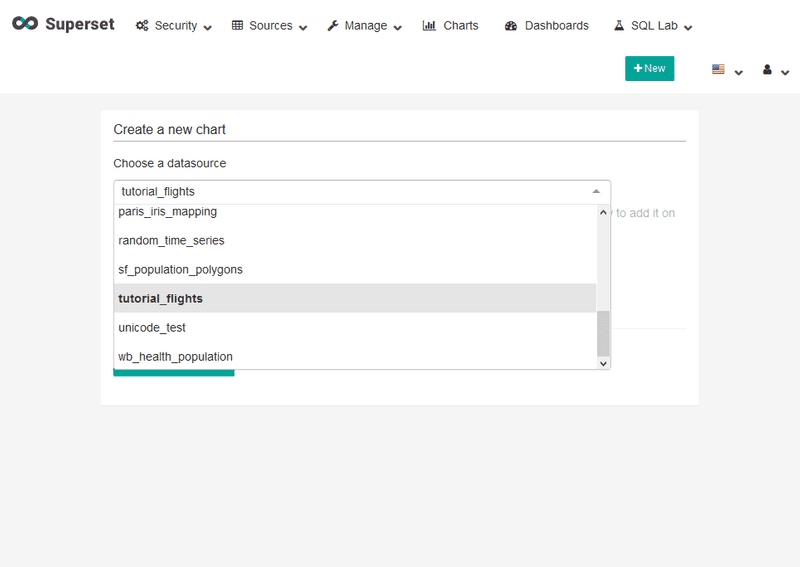 Superset Security Sources Manage Charts Dashboards SQL Lab
New
Create a new chart
Choose a datasource
tutorial_flights
paris_iris_mapping
to add it on
random_time_series
sf_population_polygons
tutorial_flights
unicode_test
wb_health_population